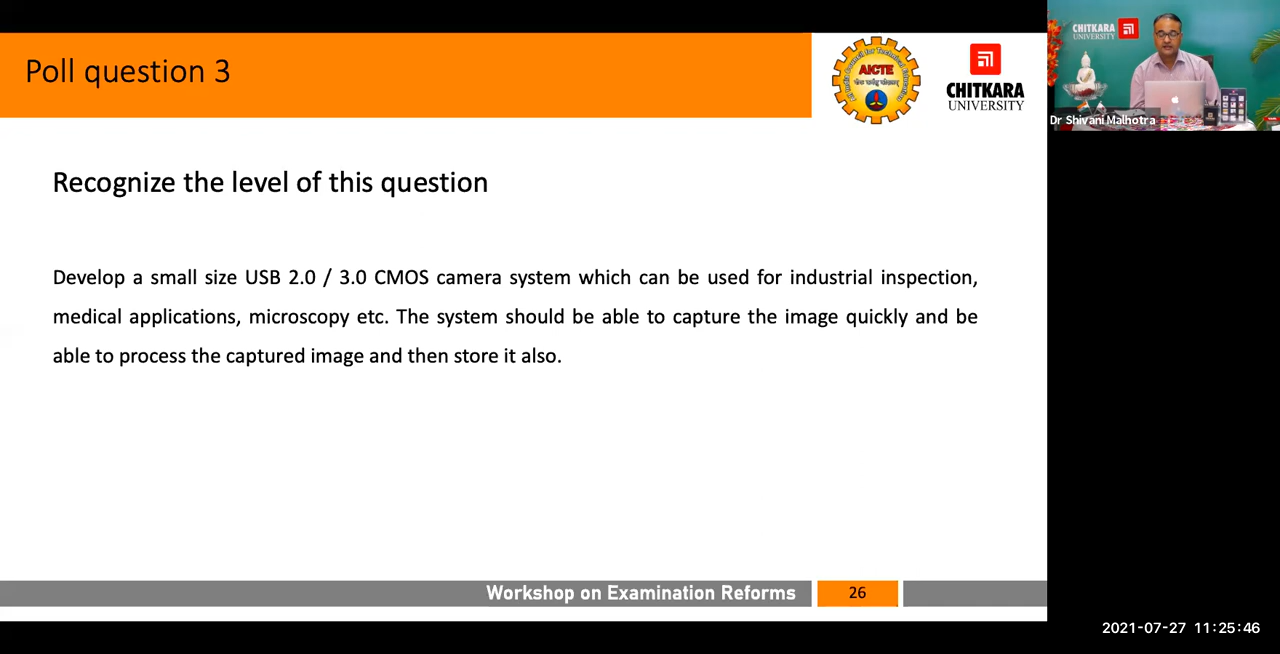 Poll question 3
AICTE
CHITKARA
UNIVERSITY
CHITKARA
UNIVERSITY
Dr Shivani Malhotra
Recognize the level of this question
Develop a small size USB 2.0 / 3.0 CMOS camera system which can be used for industrial inspection,
medical applications, microscopy etc. The system should be able to capture the image quickly and be
able to process the captured image and then store it also.
Workshop on Examination Reforms
26
2021-07-27 11:25:46